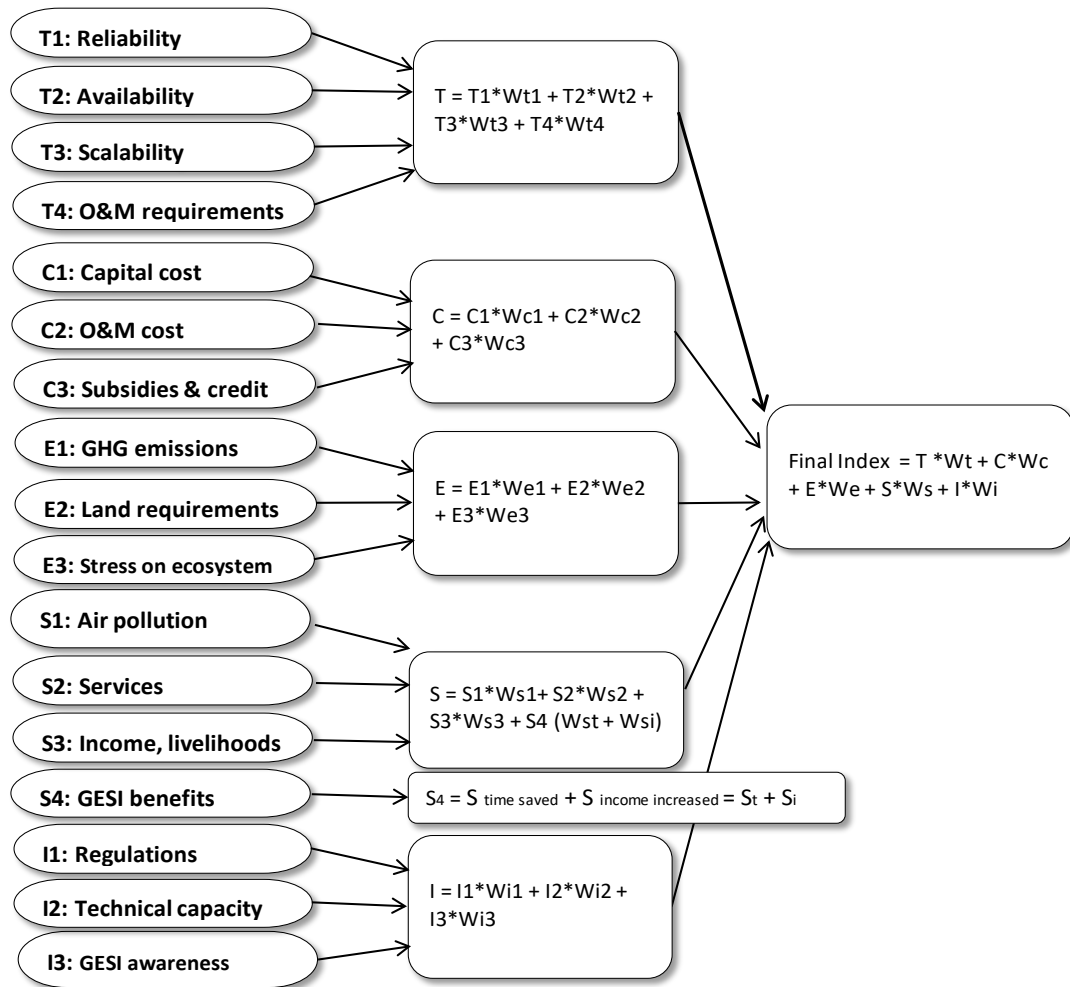 T1: Reliability
T2: Availability
T3: Scalability
T4: O&M requirements
T = T1*Wt1 + T2*Wt2 +
T3*Wt3 + T4*Wt4
C1: Capital cost
C2: O&M cost
C3: Subsidies & credit
C = C1*Wc1 + C2*Wc2
+ C3*Wc3
E1: GHG emissions
E2: Land requirements
E3: Stress on ecosystem
E = E1*We1 + E2*We2
+ E3*We3
S1: Air pollution
S2: Services
S3: Income, livelihoods
S4: GESI benefits
S = S1*Ws1+ S2*Ws2 +
S3*Ws3 + S4 (Wst + Wsi)
S4 = S time saved + S income increased = St + Si
I1: Regulations
I2: Technical capacity
I3: GESI awareness
I = I1*Wi1 + I2*Wi2 +
I3*Wi3
Final Index = T *Wt + C*Wc
+ E*We + S*Ws + I*Wi